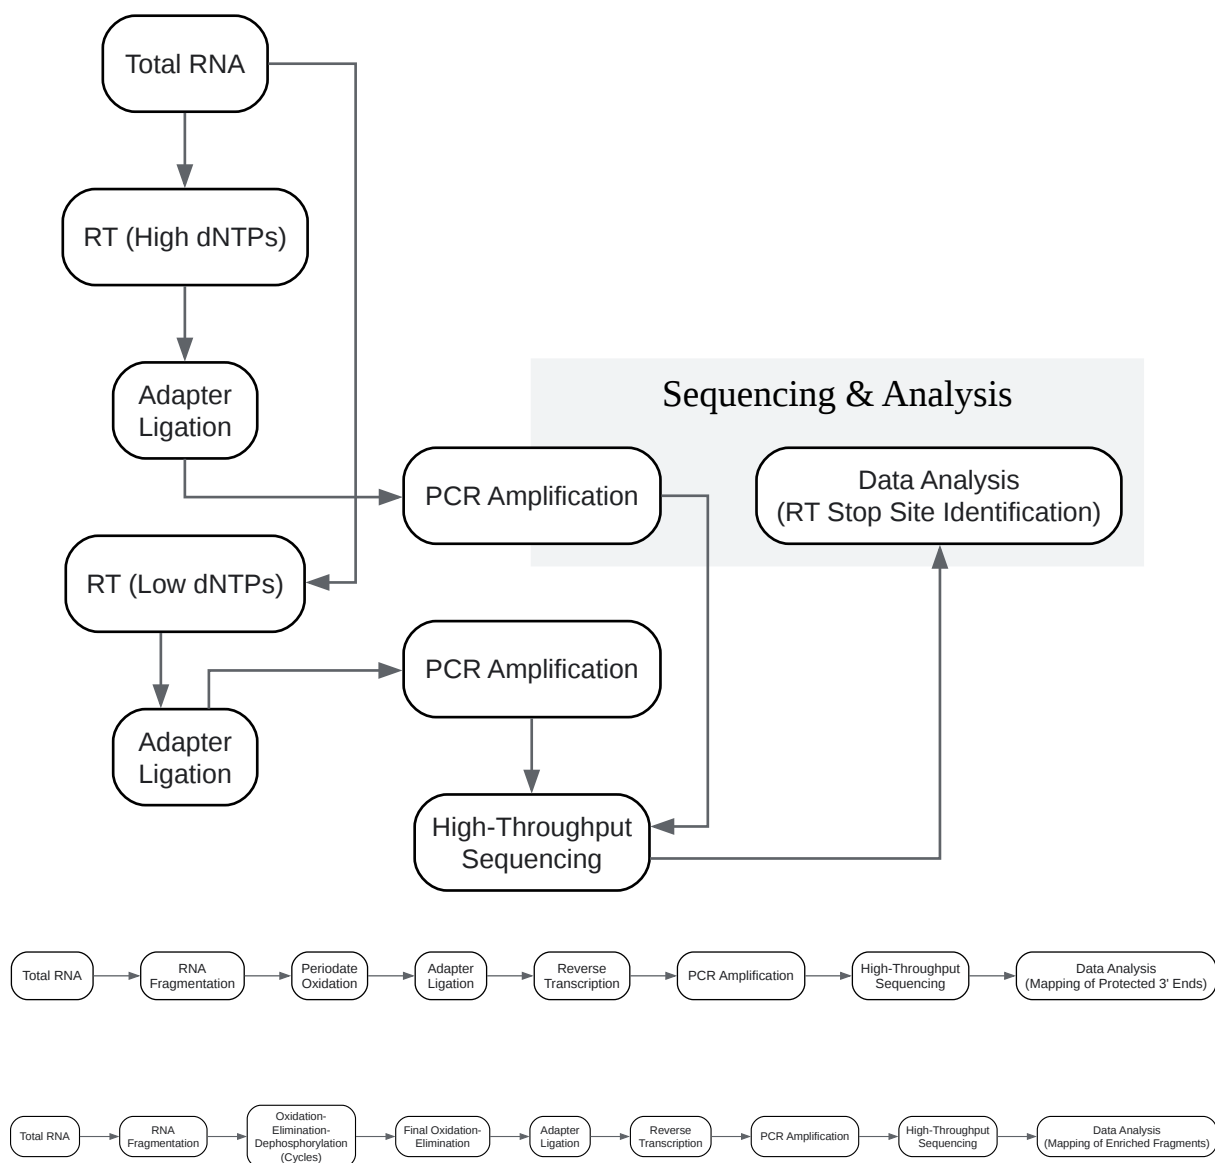 Total RNA
RT (High dNTPs)
Adapter
Ligation
Sequencing & Analysis
PCR Amplification
Data Analysis
(RT Stop Site Identification)
RT (Low dNTPs)
PCR Amplification
Adapter
Ligation
High-Throughput
Sequencing
Total RNA
RNA
Fragmentation
Periodate
Oxidation
Adapter
Ligation
Reverse
Transcription
PCR Amplification
High-Throughput
Sequencing
Data Analysis
(Mapping of Protected 3' Ends)
Total RNA
RNA
Fragmentation
Oxidation-
Elimination-
Dephosphorylation
(Cycles)
Final Oxidation-
Elimination
Adapter
Ligation
Reverse
Transcription
PCR Amplification
High-Throughput
Sequencing
Data Analysis
(Mapping of Enriched Fragments)